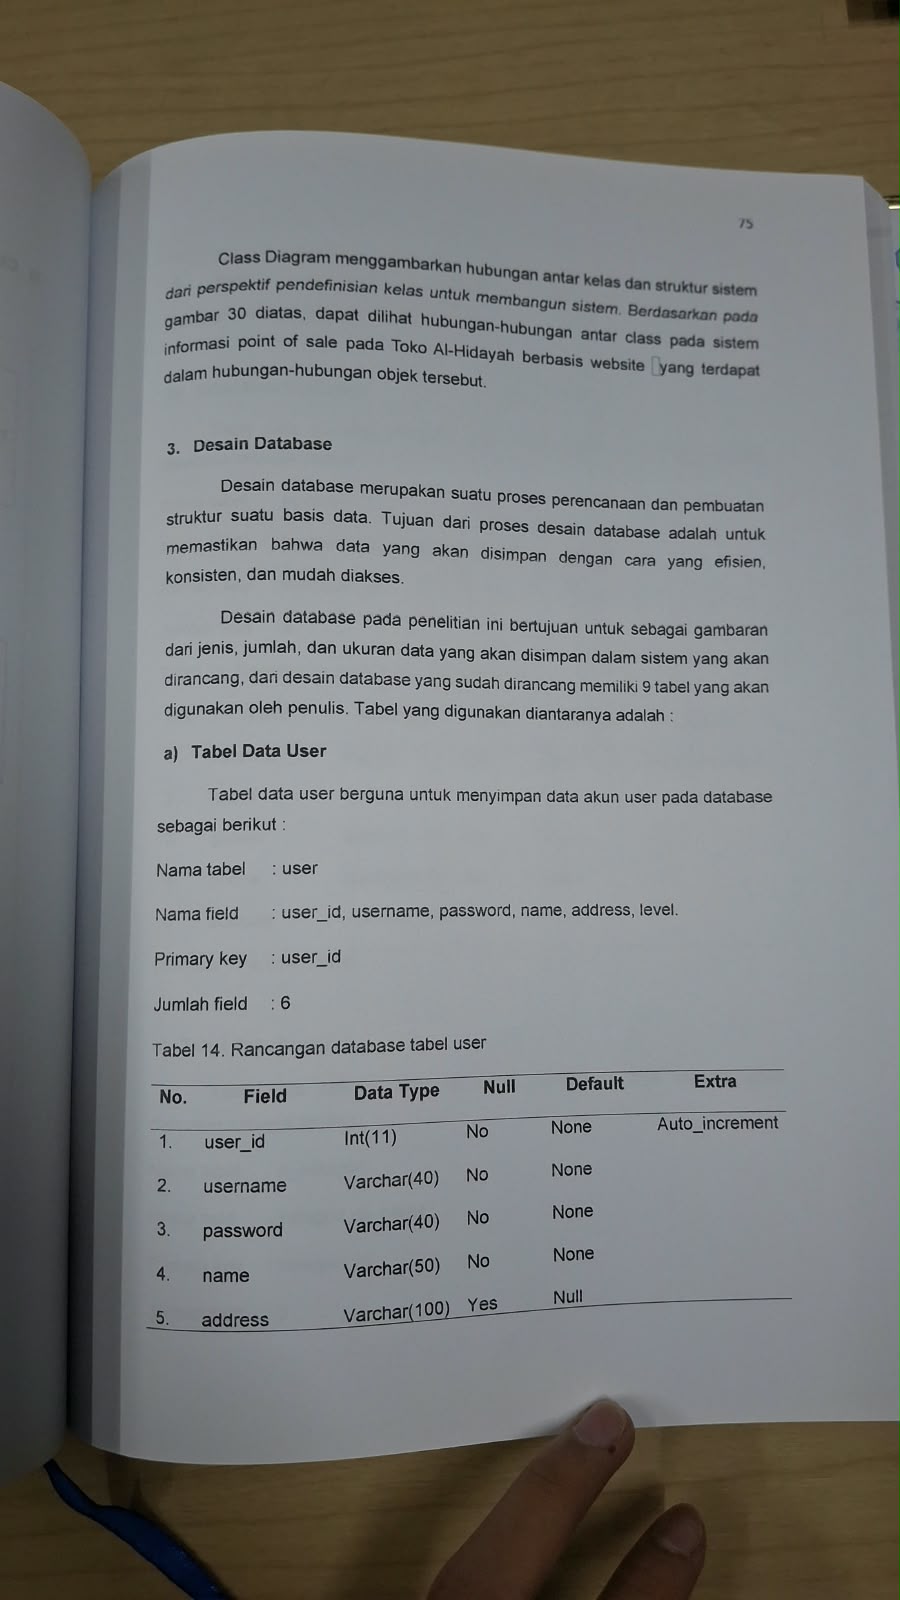 75
Class Diagram menggambarkan hubungan antar kelas dan struktur sistem
dari perspektif pendefinisian kelas untuk membangun sistem. Berdasarkan pada
gambar 30 diatas, dapat dilihat hubungan-hubungan antar class pada sistem
informasi point of sale pada Toko Al-Hidayah berbasis website yang terdapat
dalam hubungan-hubungan objek tersebut.
3. Desain Database
Desain database merupakan suatu proses perencanaan dan pembuatan
struktur suatu basis data. Tujuan dari proses desain database adalah untuk
memastikan bahwa data yang akan disimpan dengan cara yang efisien,
konsisten, dan mudah diakses.
Desain database pada penelitian ini bertujuan untuk sebagai gambaran
dari jenis, jumlah, dan ukuran data yang akan disimpan dalam sistem yang akan
dirancang, dari desain database yang sudah dirancang memiliki 9 tabel yang akan
digunakan oleh penulis. Tabel yang digunakan diantaranya adalah :
a) Tabel Data User
Tabel data user berguna untuk menyimpan data akun user pada database
sebagai berikut :
Nama tabel : user
Nama field : user_id, username, password, name, address, level.
Primary key : user_id
Jumlah field : 6
Tabel 14. Rancangan database tabel user
No. Field Data Type Null Default Extra
1. user_id Int(11) No None Auto_increment
2. username Varchar(40) No None
3. password Varchar(40) No None
4. name Varchar(50) No None
5. address Varchar(100) Yes Null